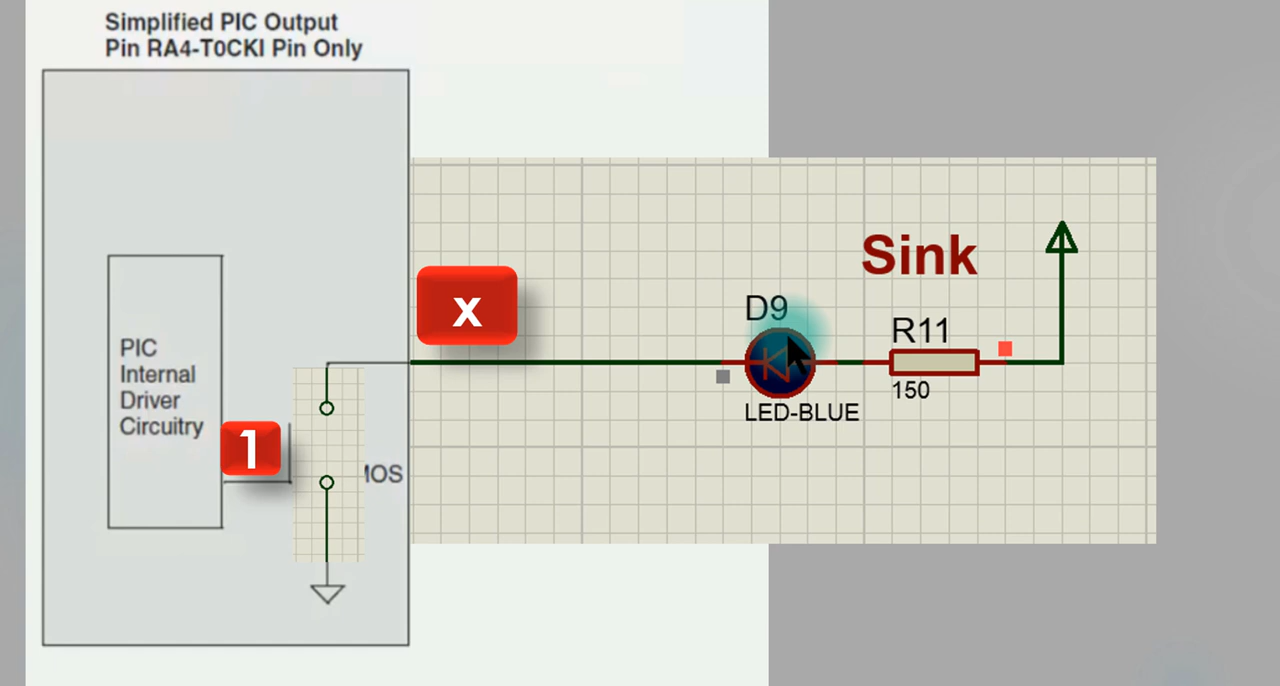 Simplified PIC Output
Pin RA4-T0CKI Pin Only
Sink
x
D9
R11
PIC
Internal
Driver
Circuitry
150
LED-BLUE
1